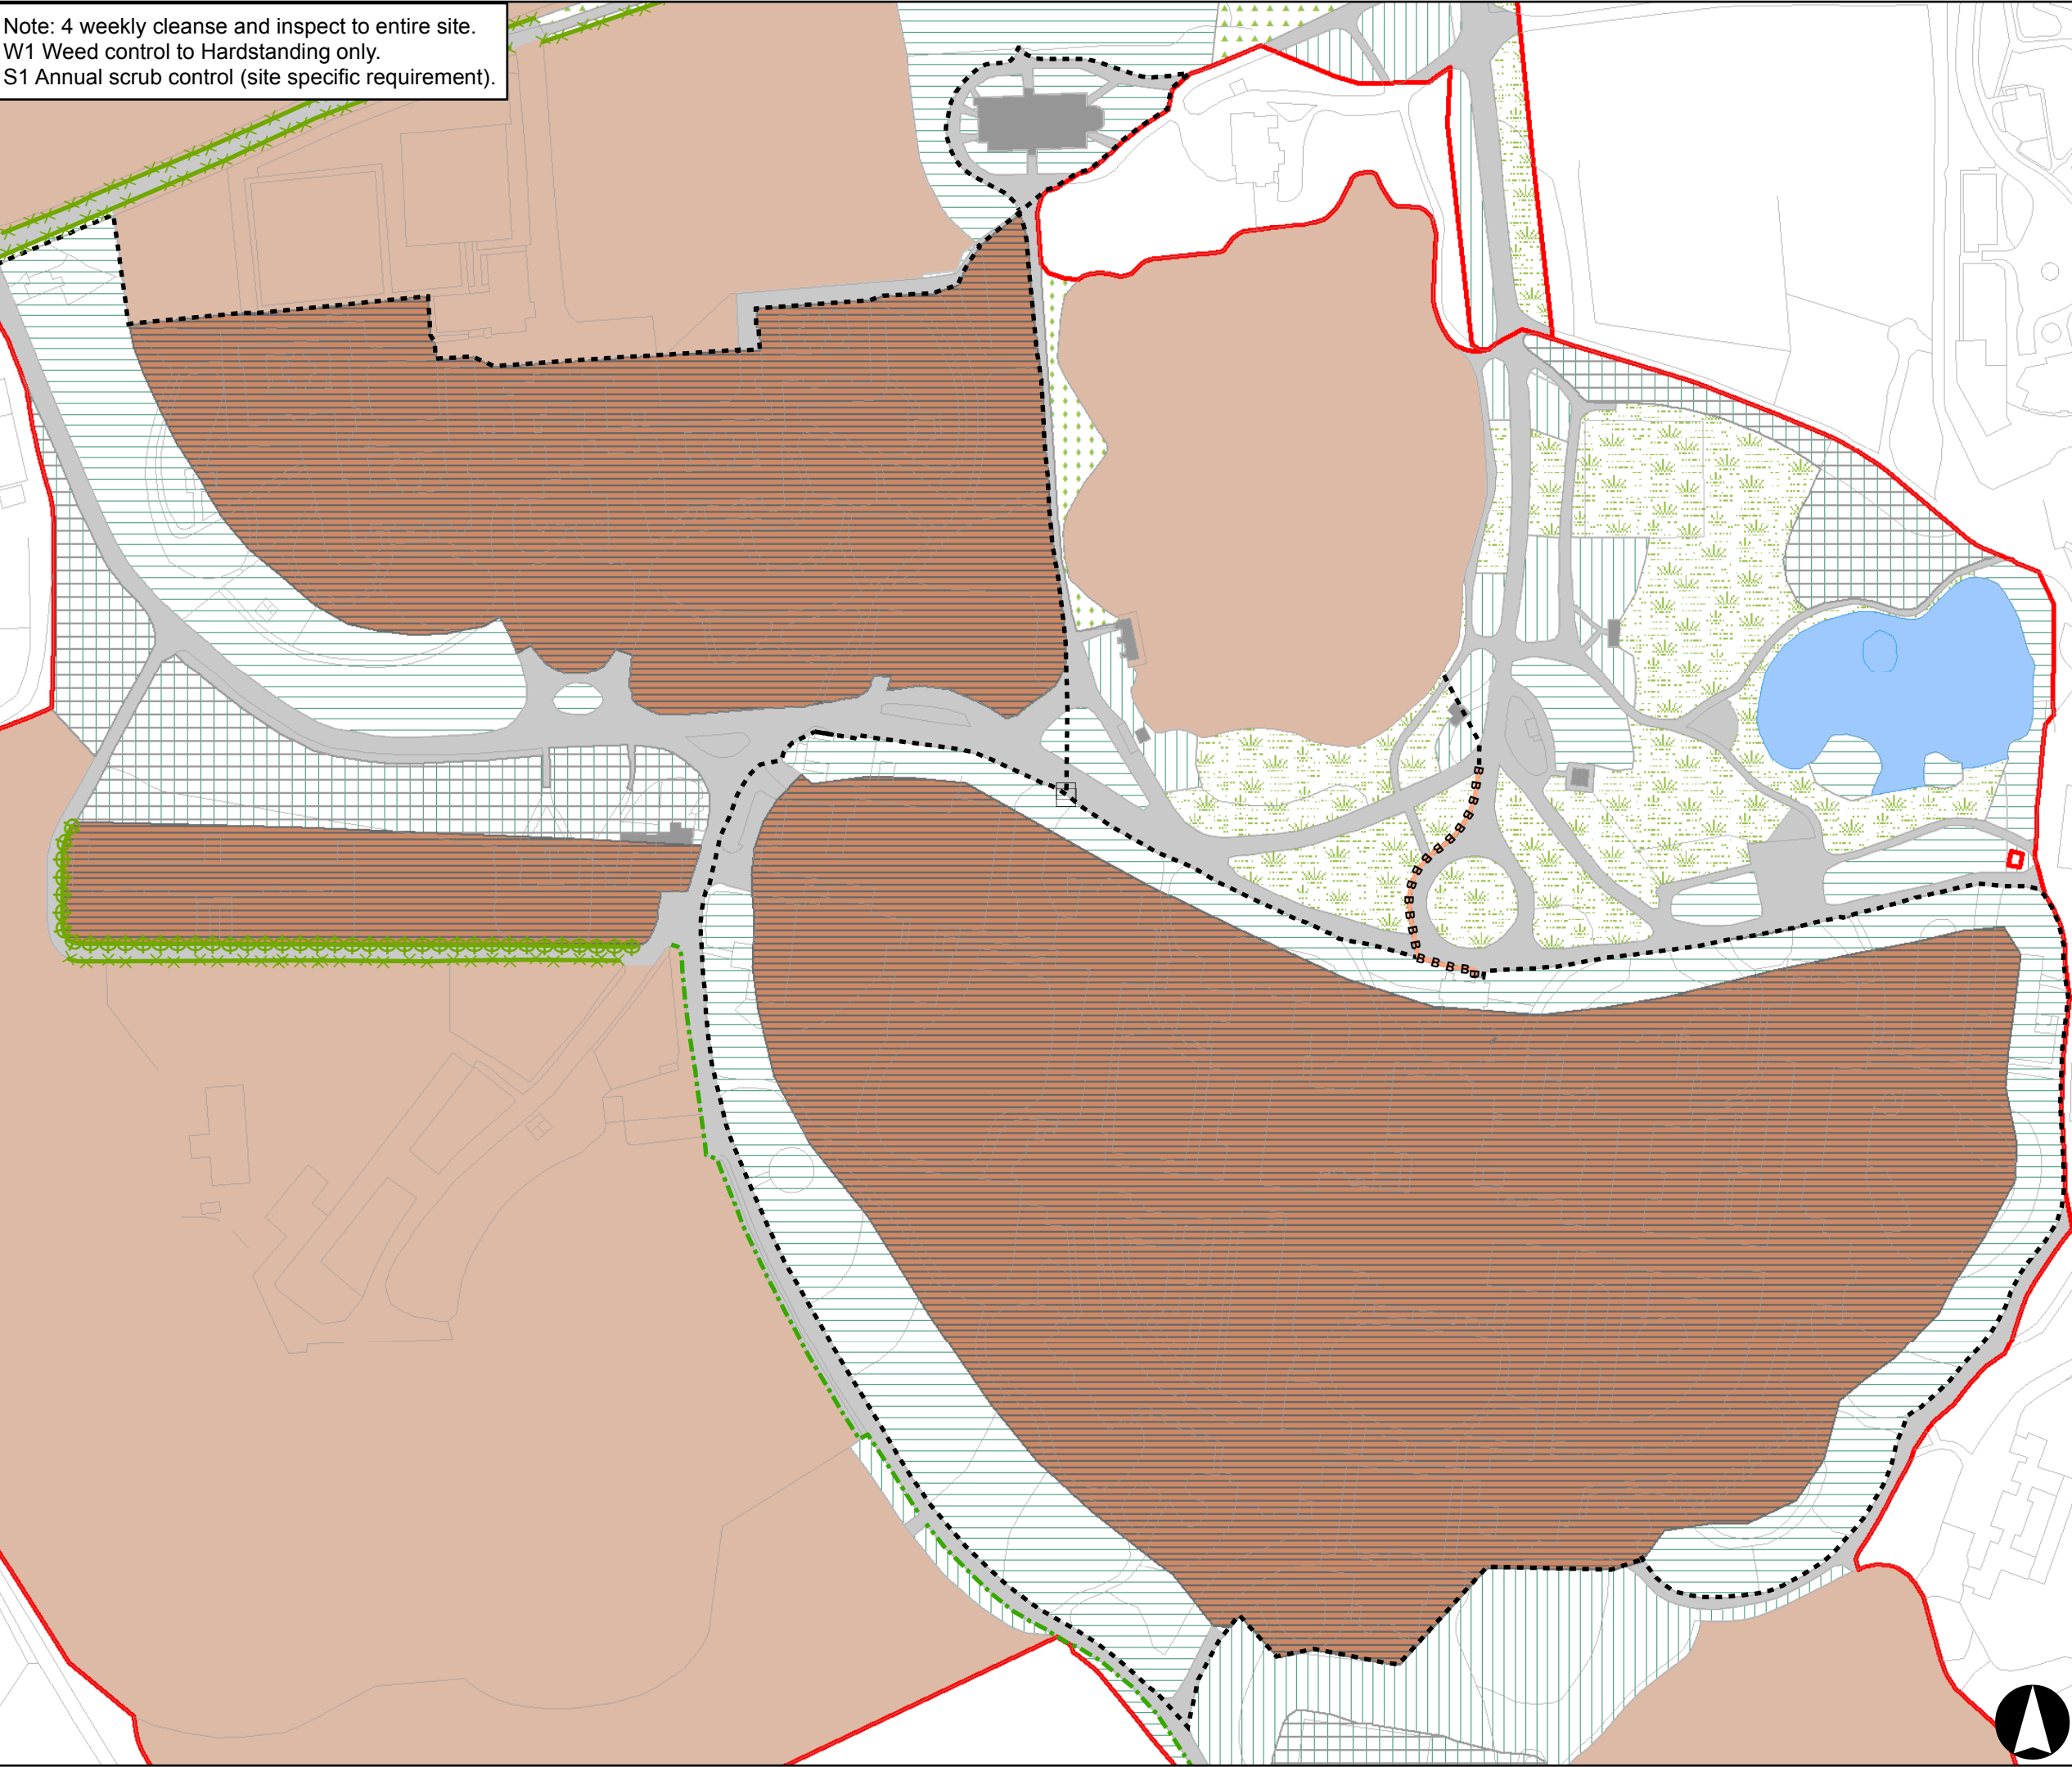 Note: 4 weekly cleanse and inspect to entire site.
W1 Weed control to Hardstanding only.
S1 Annual scrub control (site specific requirement).
B B B B B B B B B B B B B B B B B B B B B B